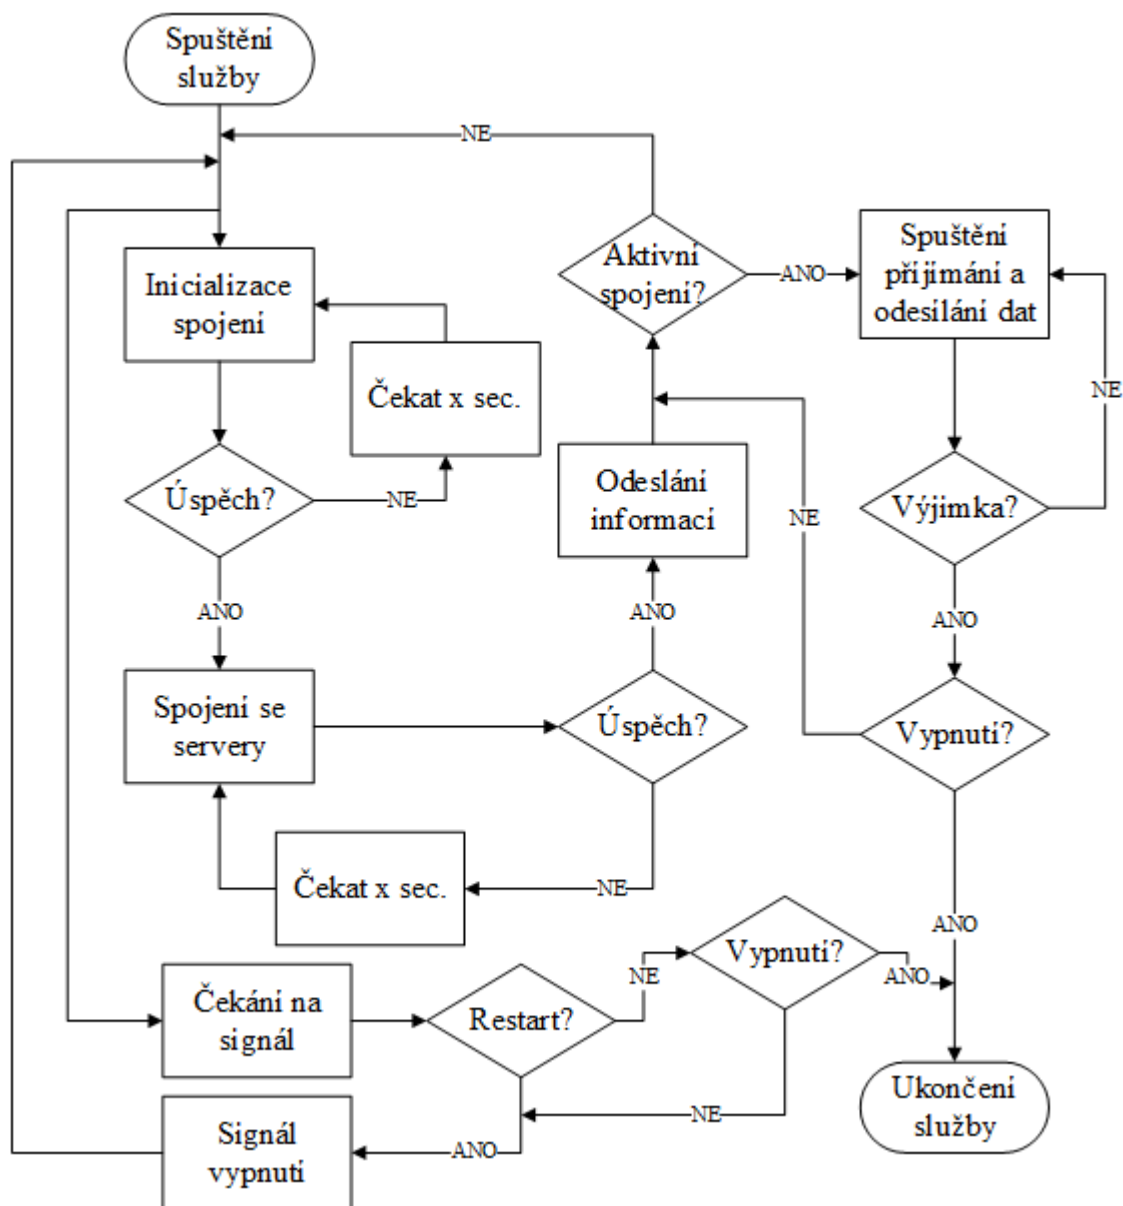 Spuštění
služby
NE
Aktivní
spojení?
ANO
Spuštění
příjímání a
odesílání dat
NE
Inicializace
spojení
Čekat x sec.
Úspěch?
NE
ANO
Odeslání
informací
NE
Výjimka?
ANO
ANO
Spojení se
servery
Úspěch?
Vypnutí?
Čekat x sec.
NE
ANO
Vypnutí?
ANO
NE
Čekání na
signál
Restart?
NE
Ukončení
služby
Signál
vypnutí
ANO